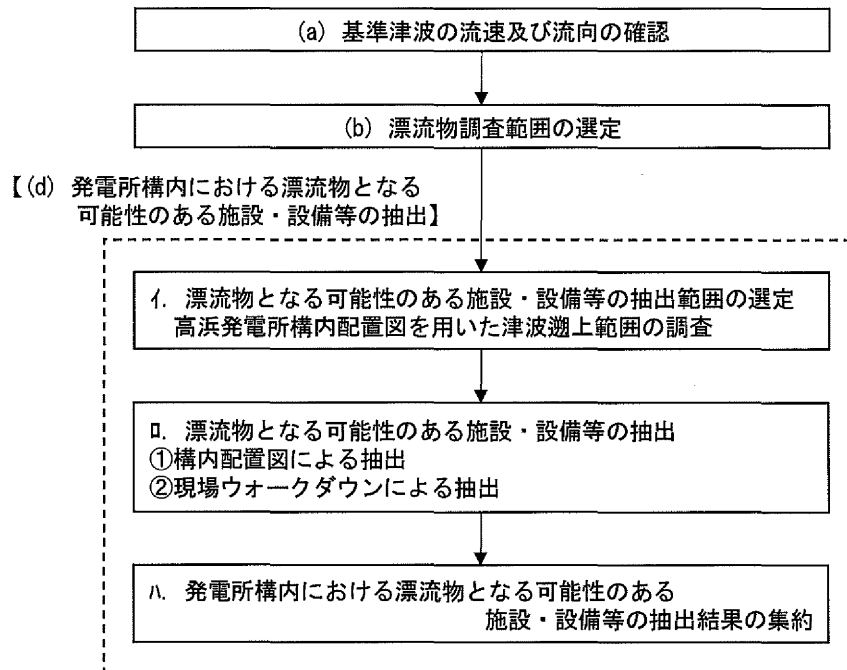 (a) 基準津波の流速及び流向の確認
(b) 漂流物調査範囲の選定
【(d) 発電所構内における漂流物となる
可能性のある施設・設備等の抽出】
ｲ. 漂流物となる可能性のある施設・設備等の抽出範囲の選定
高浜発電所構内配置図を用いた津波遡上範囲の調査
ﾛ. 漂流物となる可能性のある施設・設備等の抽出
①構内配置図による抽出
②現場ウォークダウンによる抽出
ﾊ. 発電所構内における漂流物となる可能性のある
施設・設備等の抽出結果の集約